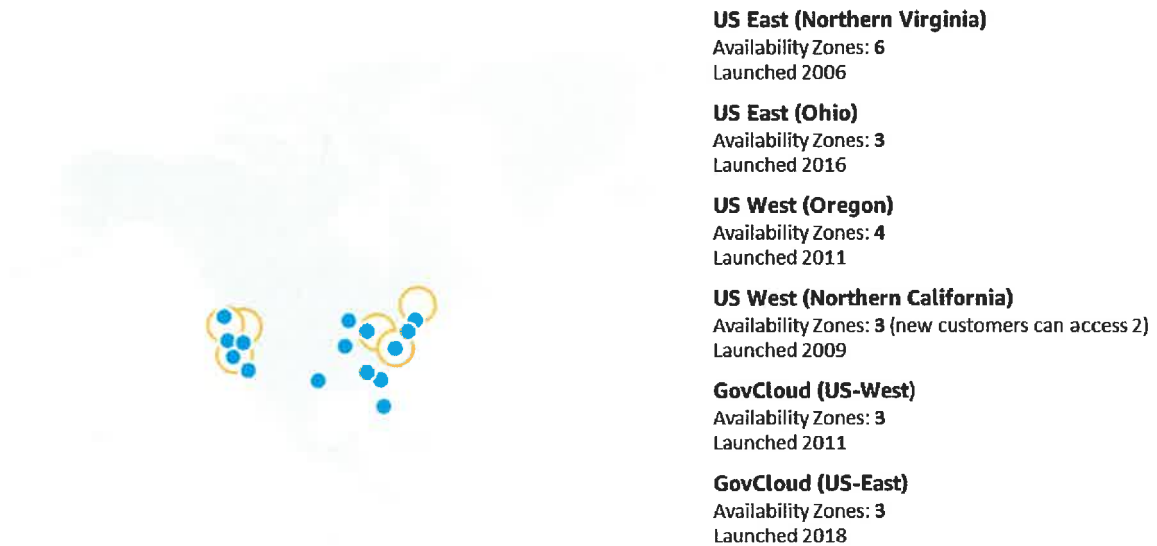 US East (Northern Virginia)
Availability Zones: 6
Launched 2006
US East (Ohio)
Availability Zones: 3
Launched 2016
US West (Oregon)
Availability Zones: 4
Launched 2011
US West (Northern California)
Availability Zones: 3 (new customers can access 2)
Launched 2009
GovCloud (US-West)
Availability Zones: 3
Launched 2011
GovCloud (US-East)
Availability Zones: 3
Launched 2018